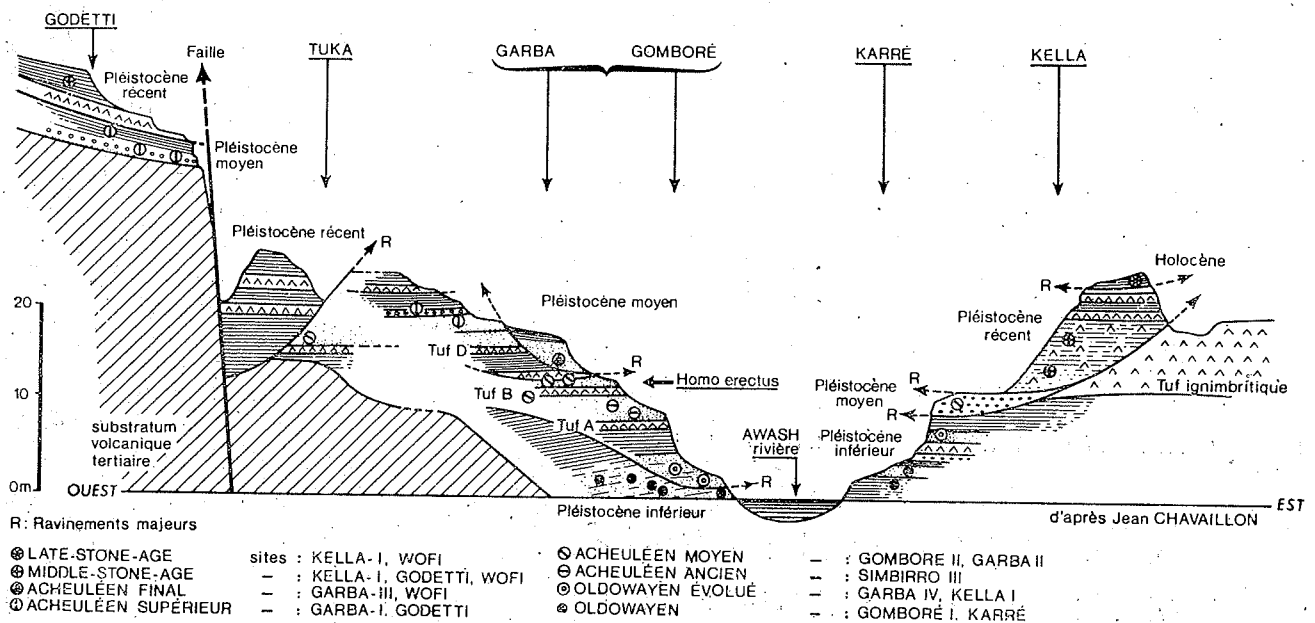 GODETTI
Faille
TUKA
GARBA
GOMBORÉ
KARRÉ
KELLA
Pléistocène
récent
Pléistocène
moyen
Pléistocène récent
R
Pléistocène moyen
Holocène
R
Pléistocène
récent
20
Tuf D
R
Homo erectus
Tuf B
R
Pléistocène
moyen
R
Tuf ignimbritique
10
Tuf A
substratum
volcanique
tertiaire
AWASH
rivière
Pléistocène
inférieur
R
0m
OUEST
EST
Pléistocène inférieur
d'après Jean CHAVAILLON
R: Ravinements majeurs
LATE-STONE-AGE sites : KELLA-I, WOFI
MIDDLE-STONE-AGE – : KELLA-I, GODETTI, WOFI
ACHEULÉEN FINAL – : GARBA-III, WOFI
ACHEULÉEN SUPÉRIEUR – : GARBA-I, GODETTI
ACHEULÉEN MOYEN – : GOMBORE II, GARBA II
ACHEULÉEN ANCIEN – : SIMBIRRO III
OLDOWAYEN ÉVOLUÉ – : GARBA IV, KELLA I
OLDOWAYEN – : GOMBORÉ I, KARRÉ